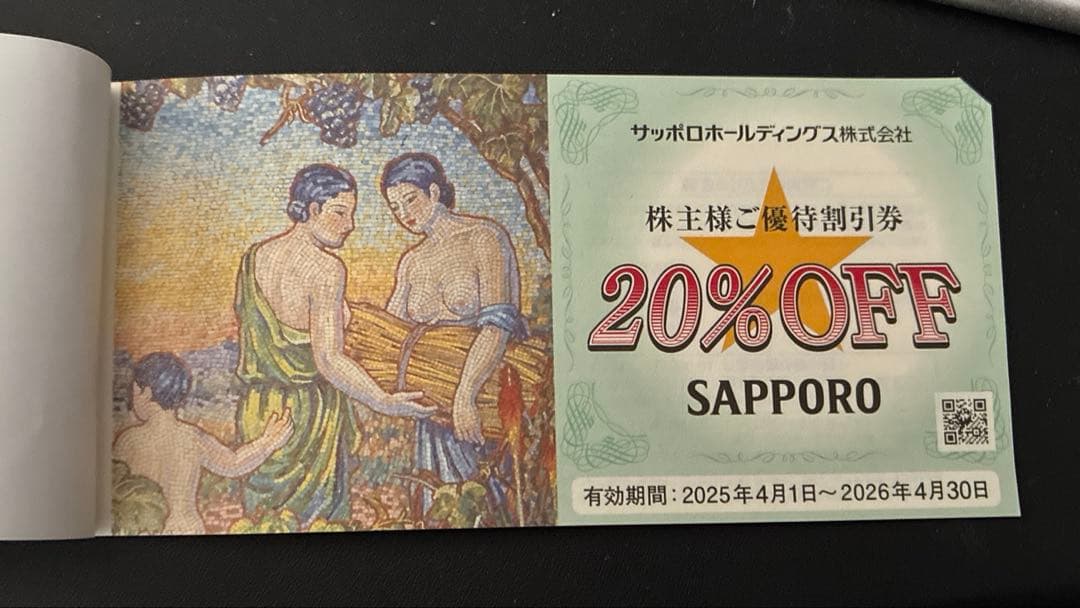 サッポロホールディングス株式会社
株主様ご優待割引券
20%OFF
SAPPORO
有効期間：2025年4月1日～2026年4月30日